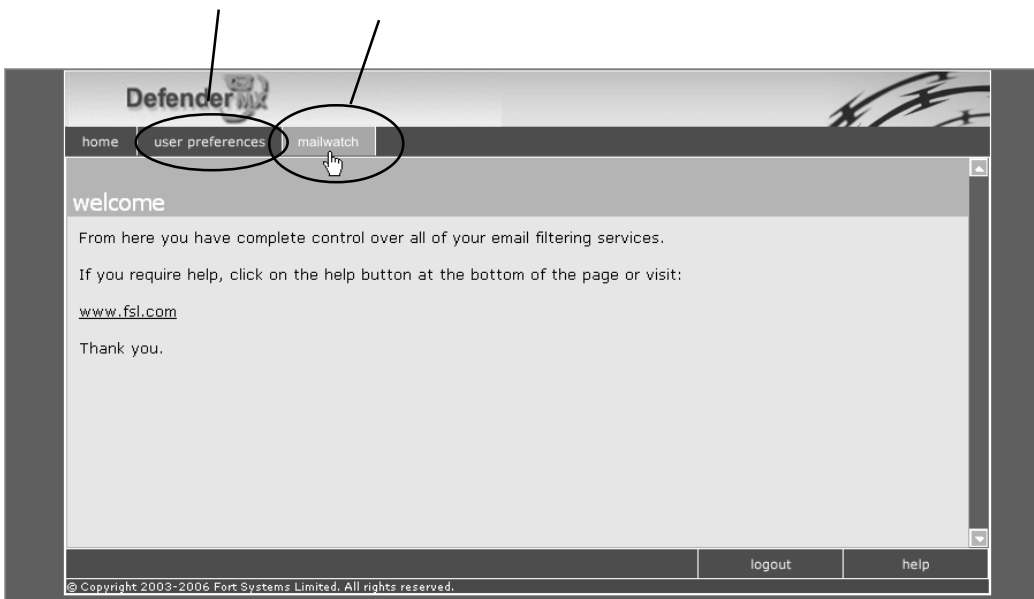 Defender MX
home user preferences mailwatch
welcome
From here you have complete control over all of your email filtering services.
If you require help, click on the help button at the bottom of the page or visit:
www.fsl.com
Thank you.
logout help
© Copyright 2003-2006 Fort Systems Limited. All rights reserved.